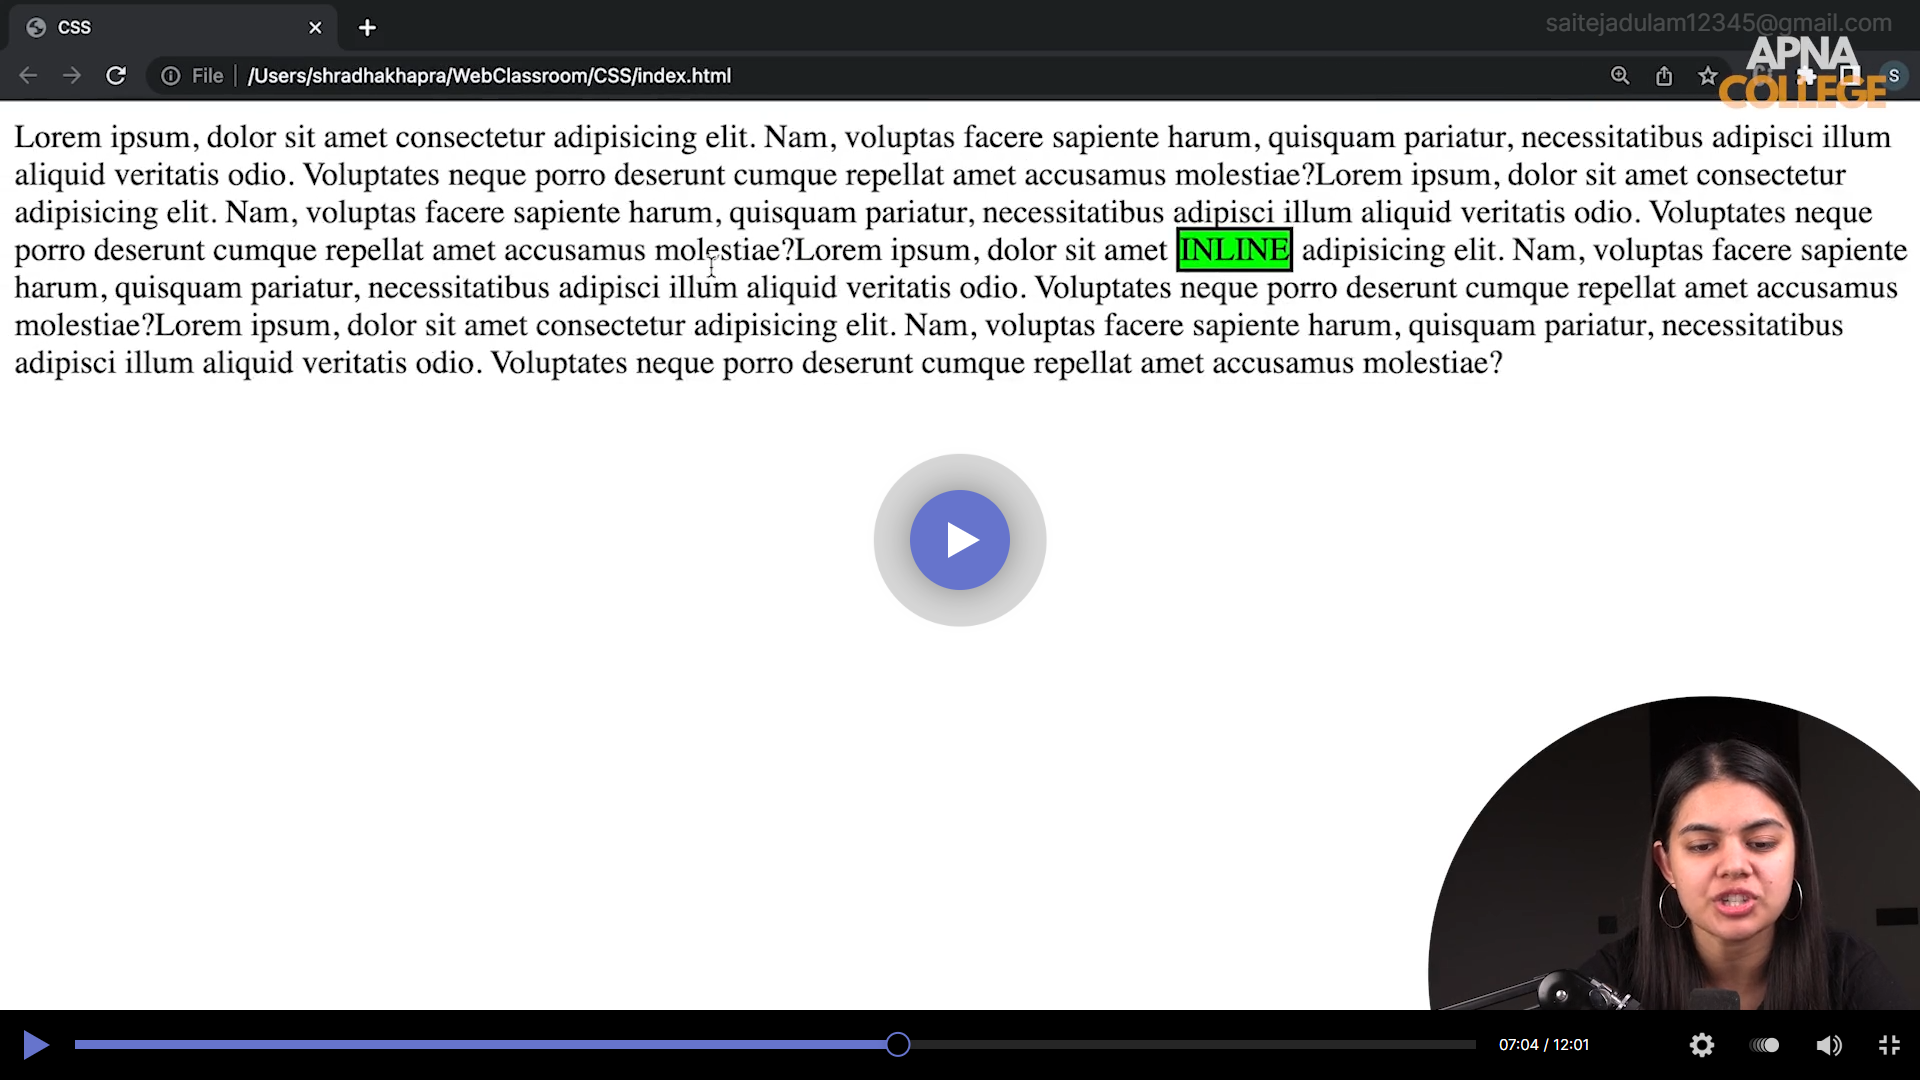 CSS
saitejadulam12345@gmail.com
APNA
COLLEGE
File
/Users/shradhakhapra/WebClassroom/CSS/index.html
S
Lorem ipsum, dolor sit amet consectetur adipisicing elit. Nam, voluptas facere sapiente harum, quisquam pariatur, necessitatibus adipisci illum
aliquid veritatis odio. Voluptates neque porro deserunt cumque repellat amet accusamus molestiae?Lorem ipsum, dolor sit amet consectetur
adipisicing elit. Nam, voluptas facere sapiente harum, quisquam pariatur, necessitatibus adipisci illum aliquid veritatis odio. Voluptates neque
porro deserunt cumque repellat amet accusamus molestiae?Lorem ipsum, dolor sit amet INLINE adipisicing elit. Nam, voluptas facere sapiente
harum, quisquam pariatur, necessitatibus adipisci illum aliquid veritatis odio. Voluptates neque porro deserunt cumque repellat amet accusamus
molestiae?Lorem ipsum, dolor sit amet consectetur adipisicing elit. Nam, voluptas facere sapiente harum, quisquam pariatur, necessitatibus
adipisci illum aliquid veritatis odio. Voluptates neque porro deserunt cumque repellat amet accusamus molestiae?
07:04 / 12:01